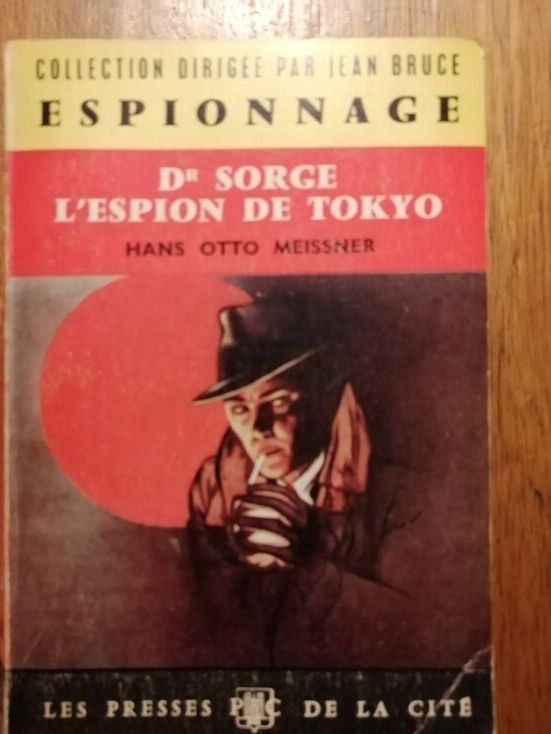 COLLECTION DIRIGÉE PAR JEAN BRUCE
ESPIONNAGE
DR SORGE
L'ESPION DE TOKYO
HANS OTTO MEISSNER
LES PRESSES PC DE LA CITÉ